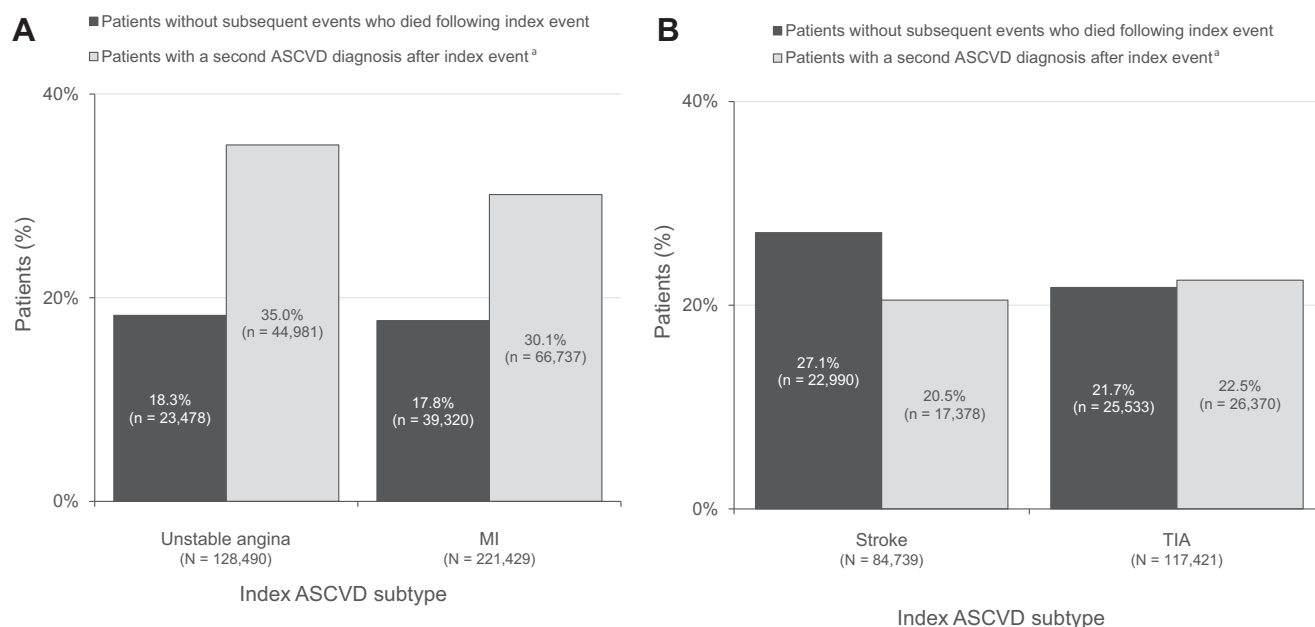 A
Patients without subsequent events who died following index event
Patients with a second ASCVD diagnosis after index event a
40%
20%
0%
Patients (%)
18.3%
(n = 23,478)
35.0%
(n = 44,981)
17.8%
(n = 39,320)
30.1%
(n = 66,737)
Unstable angina
(N = 128,490)
MI
(N = 221,429)
Index ASCVD subtype
B
Patients without subsequent events who died following index event
Patients with a second ASCVD diagnosis after index event a
40%
20%
0%
Patients (%)
27.1%
(n = 22,990)
20.5%
(n = 17,378)
21.7%
(n = 25,533)
22.5%
(n = 26,370)
Stroke
(N = 84,739)
TIA
(N = 117,421)
Index ASCVD subtype